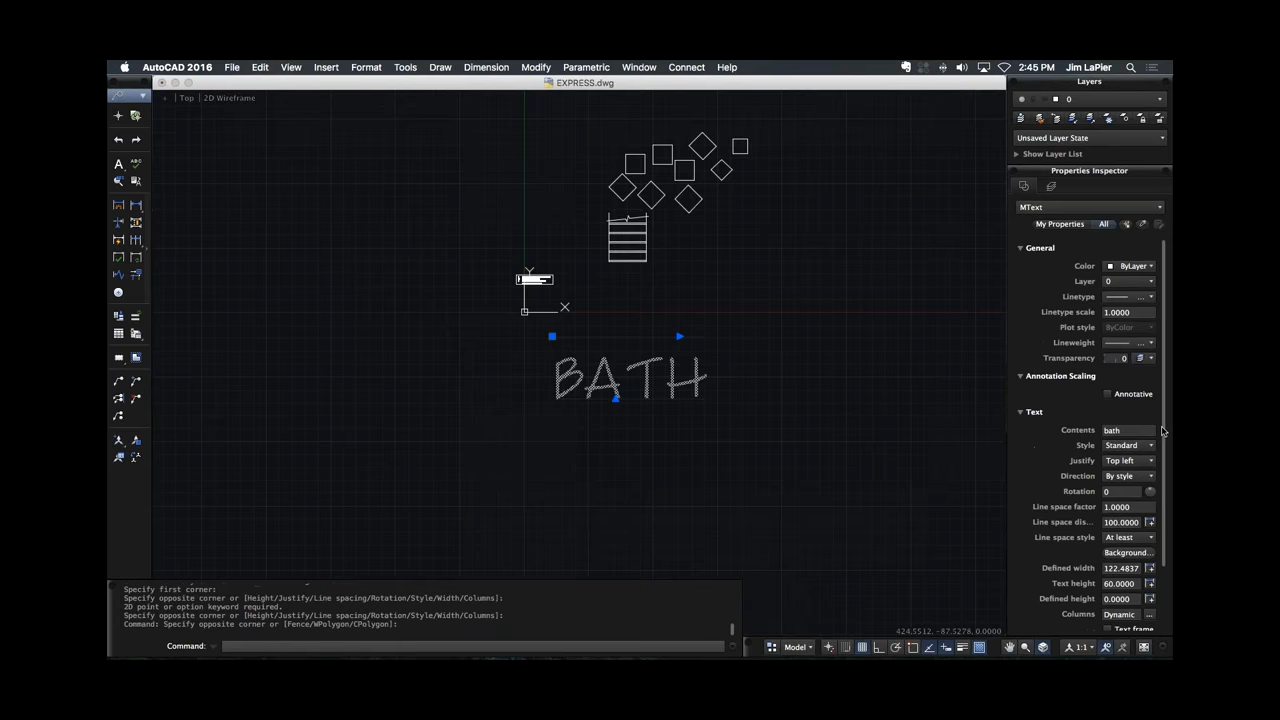 AutoCAD 2016 File Edit View Insert Format Tools Draw Dimension Modify Parametric Window Connect Help 2:45 PM Jim LaPier
EXPRESS.dwg
Top 2D Wireframe
Y
X
BATH
Specify first corner:
Specify opposite corner or [Height/Justify/Line spacing/Rotation/Style/Width/Columns]:
2D point or option keyword required.
Specify opposite corner or [Height/Justify/Line spacing/Rotation/Style/Width/Columns]:
Command: Specify opposite corner or [Fence/WPolygon/CPolygon]:
Command:
424.5512, -87.5278, 0.0000
Model
1:1
Layers
0
Unsaved Layer State
Show Layer List
Properties Inspector
MText
My Properties All
General
Color ByLayer
Layer 0
Linetype ...
Linetype scale 1.0000
Plot style ByColor
Lineweight ...
Transparency 0
Annotation Scaling
Annotative
Text
Contents bath
Style Standard
Justify Top left
Direction By style
Rotation 0
Line space factor 1.0000
Line space dis... 100.0000
Line space style At least
Background...
Defined width 122.4837
Text height 60.0000
Defined height 0.0000
Columns Dynamic ...
Text frame